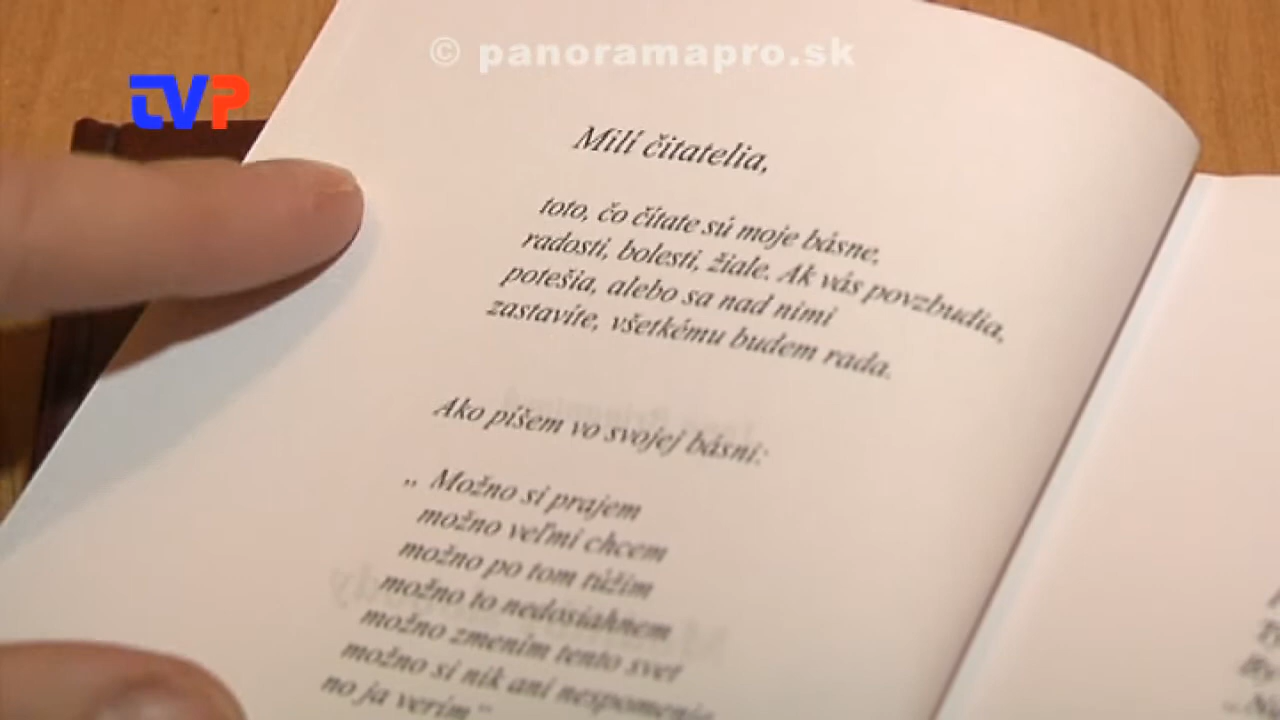 © panoramapro.sk
TVP
Milí čitatelia,
toto, čo čítate sú moje básne,
radosti, bolesti, žiale. Ak vás povzbudia,
potešia, alebo sa nad nimi
zastavíte, všetkému budem rada.
Ako píšem vo svojej básni:
„ Možno si prajem
možno veľmi chcem
možno po tom túžim
možno to nedosiahnem
možno zmením tento svet
možno si nik ani nespomenie
no ja verím“